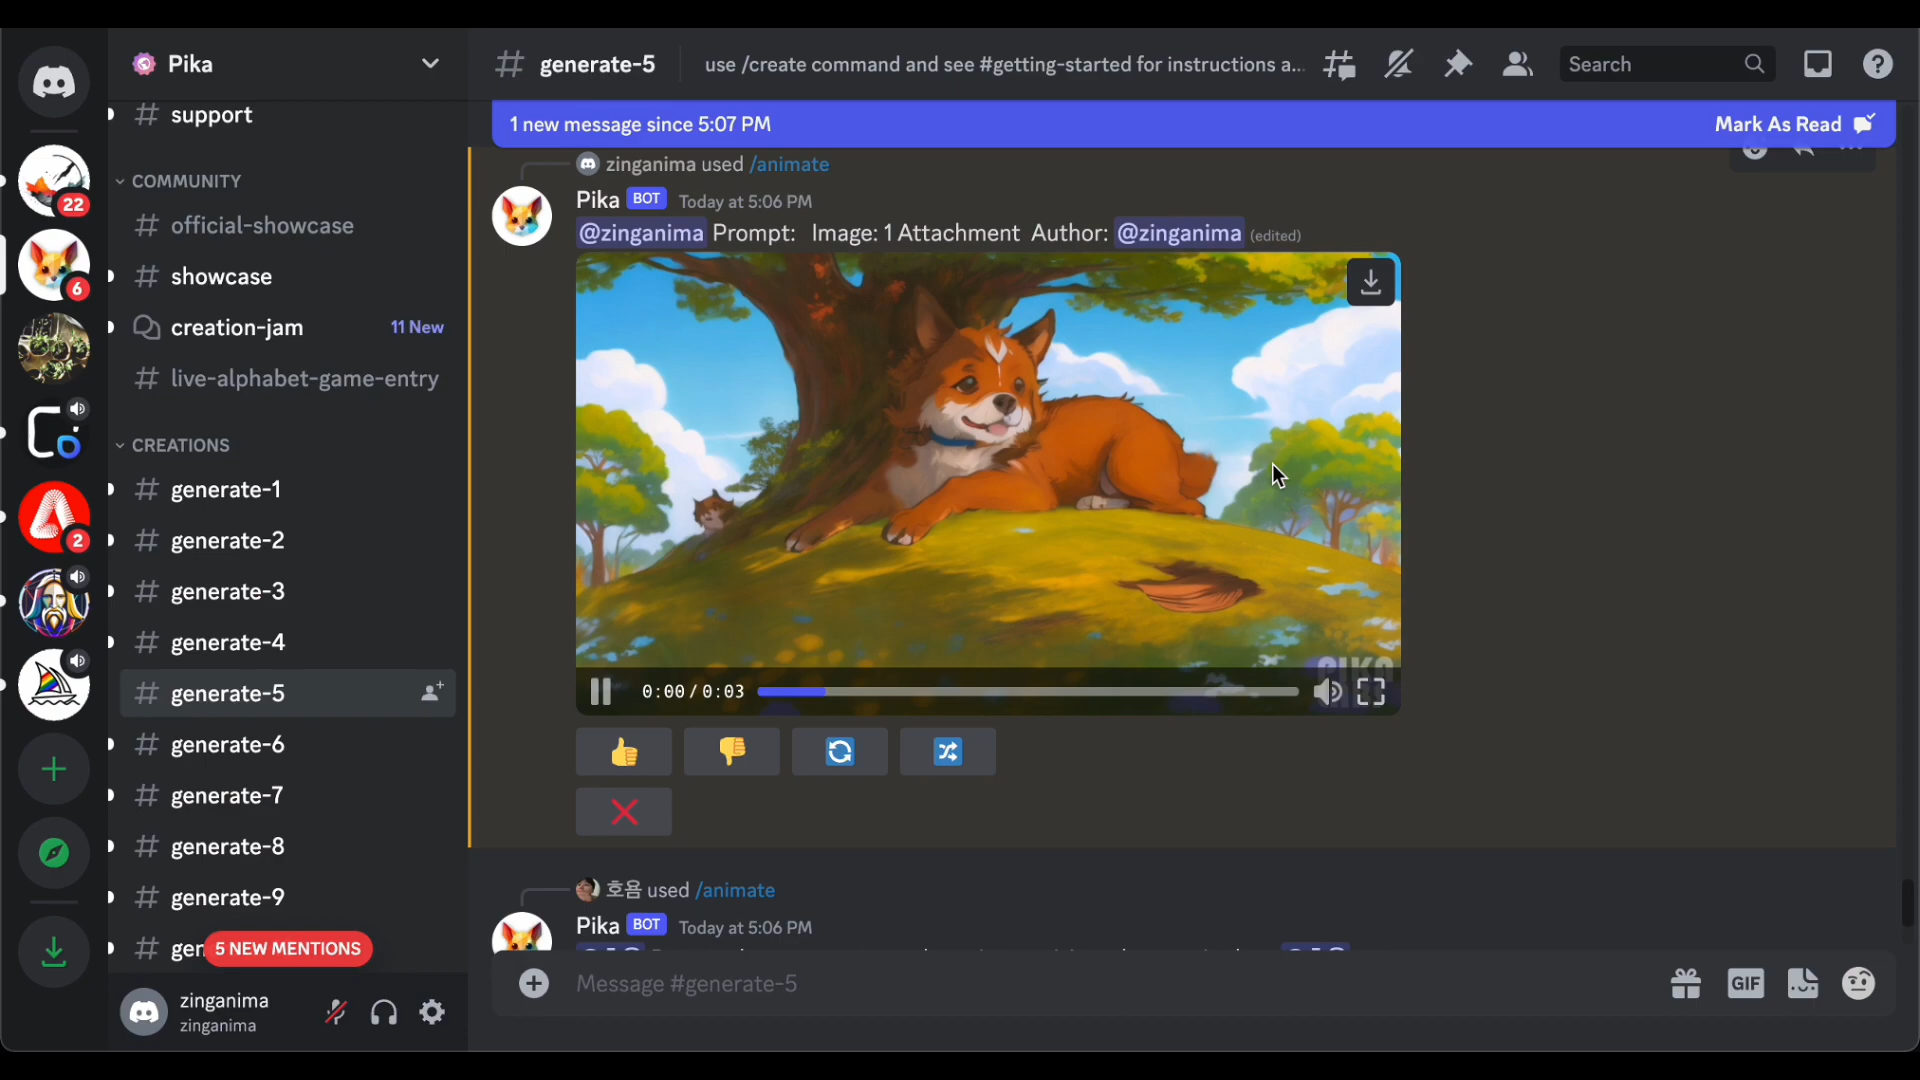 Pika
support
COMMUNITY
official-showcase
showcase
creation-jam
11 New
live-alphabet-game-entry
CREATIONS
generate-1
generate-2
generate-3
generate-4
generate-5
generate-6
generate-7
generate-8
generate-9
gen
5 NEW MENTIONS
zinganima
zinganima
22
6
2
generate-5
use /create command and see #getting-started for instructions a...
Search
1 new message since 5:07 PM
Mark As Read
zinganima used /animate
Pika BOT Today at 5:06 PM
@zinganima Prompt: Image: 1 Attachment Author: @zinganima (edited)
0:00 / 0:03
호욤 used /animate
Pika BOT Today at 5:06 PM
Message #generate-5
GIF